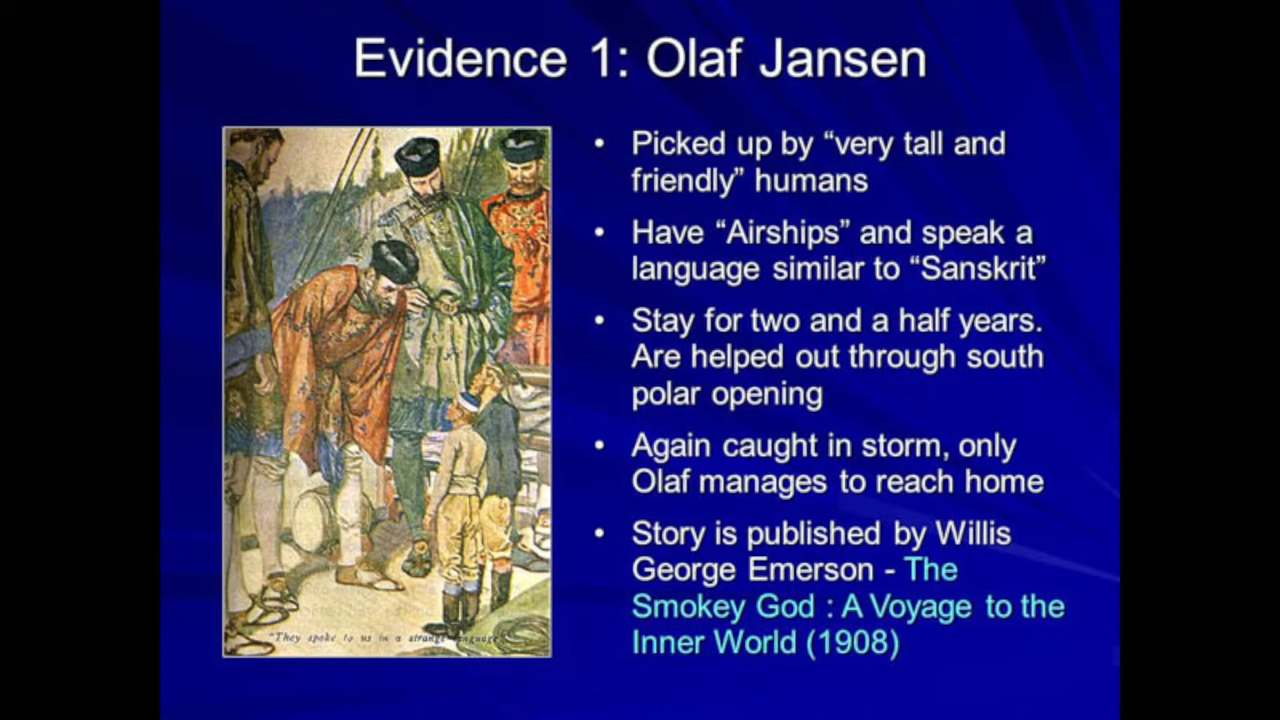 Evidence 1: Olaf Jansen
• Picked up by “very tall and
friendly” humans
• Have “Airships” and speak a
language similar to “Sanskrit”
• Stay for two and a half years.
Are helped out through south
polar opening
• Again caught in storm, only
Olaf manages to reach home
• Story is published by Willis
George Emerson - The
Smokey God : A Voyage to the
Inner World (1908)
"They spoke to us in a strange language"